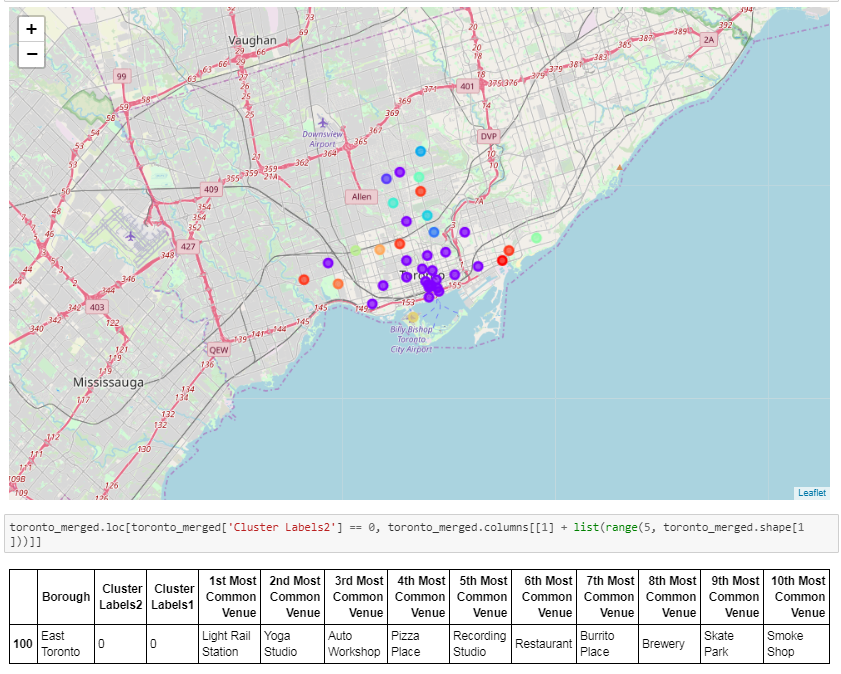 +
−
Vaughan
99
409
427
403
QEW
401
DVP
2A
Allen
Downsview
Airport
Toronto
Billy Bishop
Toronto
City Airport
Mississauga
Leaflet
toronto_merged.loc[toronto_merged['Cluster Labels2'] == 0, toronto_merged.columns[[1] + list(range(5, toronto_merged.shape[1
]))]]
Borough Cluster Labels2 Cluster Labels1 1st Most Common Venue 2nd Most Common Venue 3rd Most Common Venue 4th Most Common Venue 5th Most Common Venue 6th Most Common Venue 7th Most Common Venue 8th Most Common Venue 9th Most Common Venue 10th Most Common Venue
100 East Toronto 0 0 Light Rail Station Yoga Studio Auto Workshop Pizza Place Recording Studio Restaurant Burrito Place Brewery Skate Park Smoke Shop